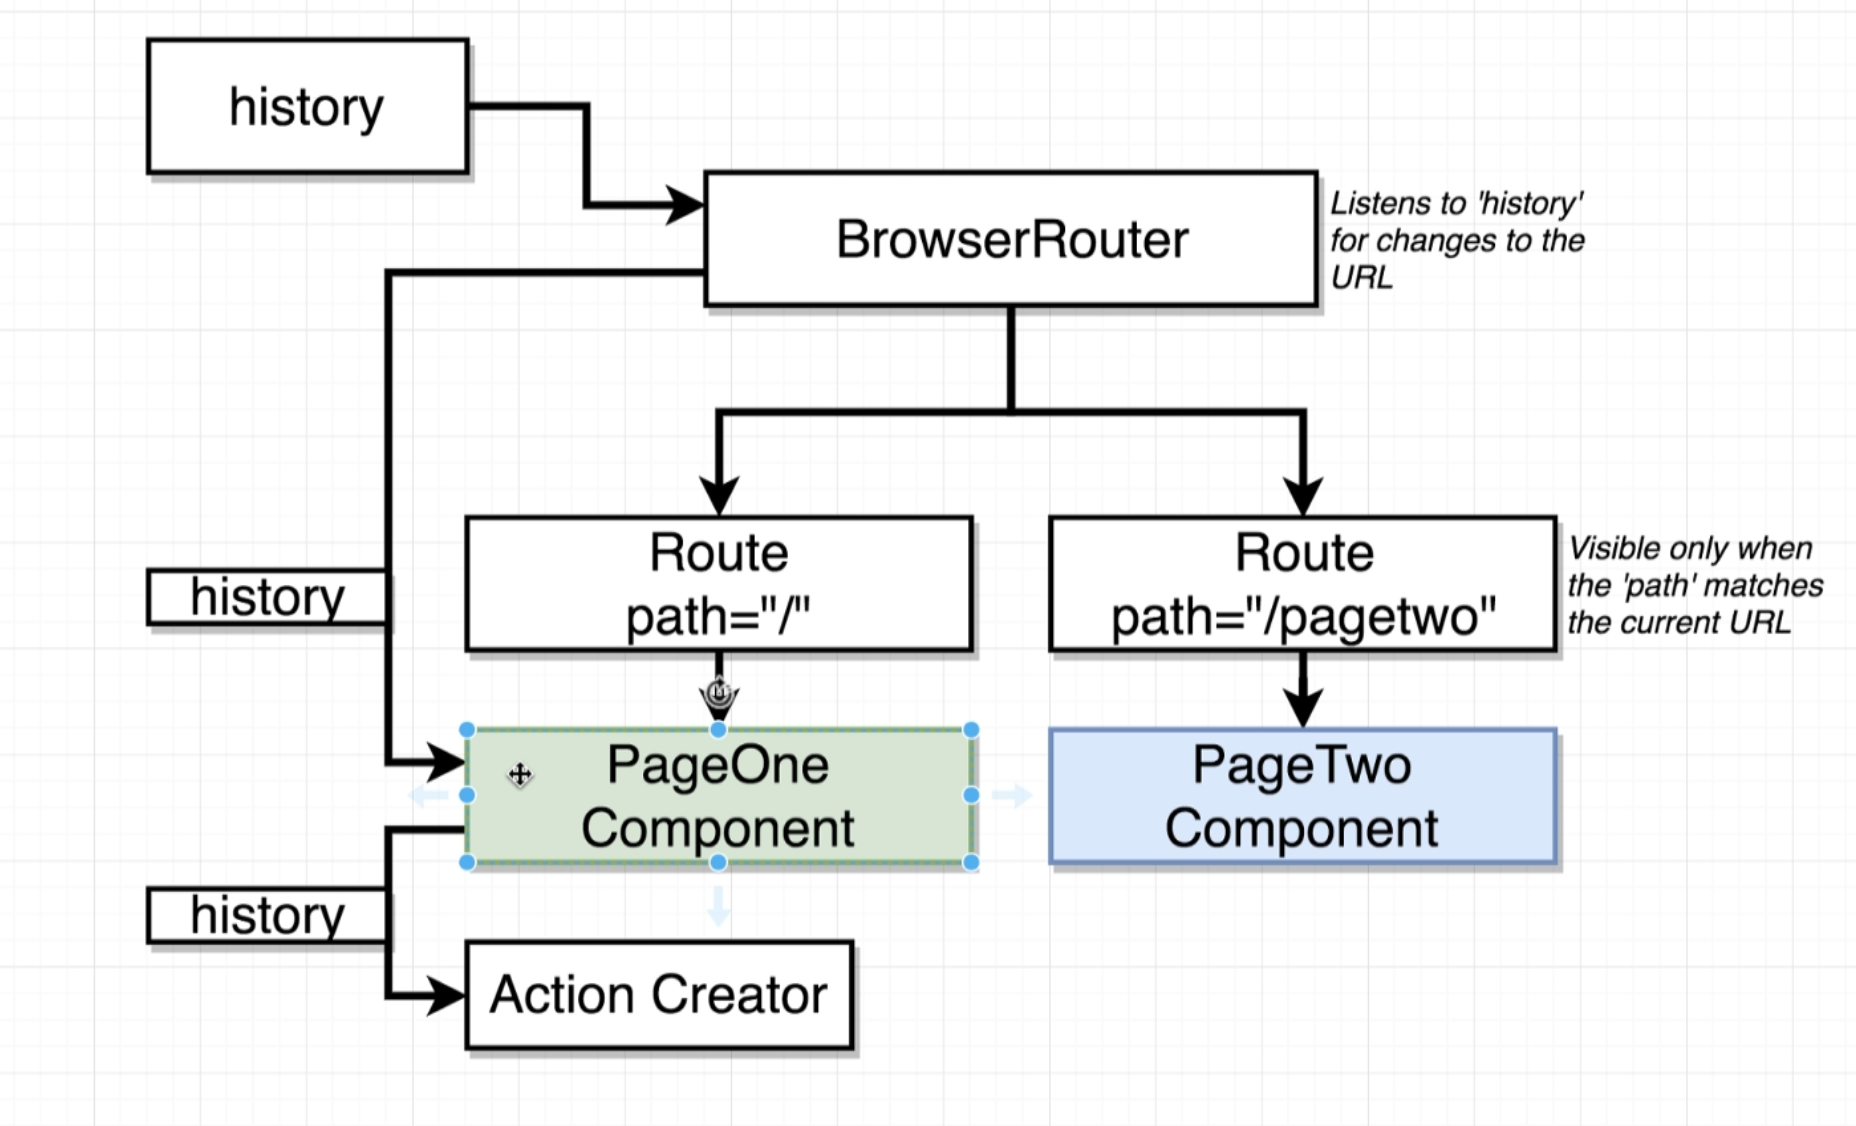 history
BrowserRouter
Listens to 'history'
for changes to the
URL
Route
path="/"
Route
path="/pagetwo"
Visible only when
the 'path' matches
the current URL
history
PageOne
Component
PageTwo
Component
history
Action Creator